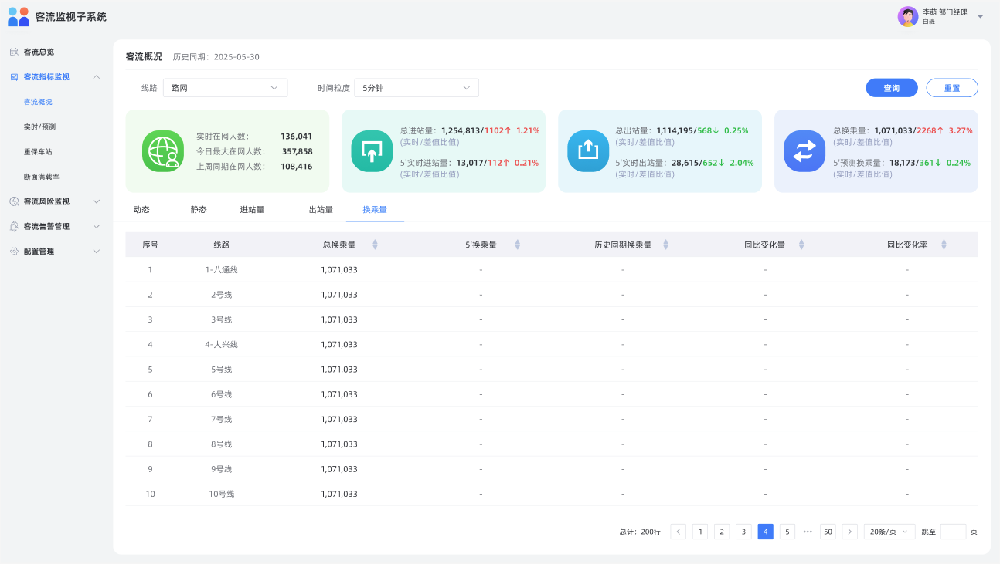 客流监视子系统
李萌 部门经理
白班
客流总览
客流指标监视
客流概况
实时/预测
重保车站
断面满载率
客流风险监视
客流告警管理
配置管理
客流概况 历史同期：2025-05-30
线路 路网 时间粒度 5分钟 查询 重置
实时在网人数： 136,041
今日最大在网人数： 357,858
上周同期在网人数： 108,416
总进站量：1,254,813/1102↑ 1.21%
(实时/差值比值)
5'实时进站量：13,017/112↑ 0.21%
(实时/差值比值)
总出站量：1,114,195/568↓ 0.25%
(实时/差值比值)
5'实时出站量：28,615/652↓ 2.04%
(实时/差值比值)
总换乘量：1,071,033/2268↑ 3.27%
(实时/差值比值)
5'预测换乘量：18,173/361↓ 0.24%
(实时/差值比值)
动态 静态 进站量 出站量 换乘量
序号 线路 总换乘量 5'换乘量 历史同期换乘量 同比变化量 同比变化率
1 1-八通线 1,071,033 - - - -
2 2号线 1,071,033 - - - -
3 3号线 1,071,033 - - - -
4 4-大兴线 1,071,033 - - - -
5 5号线 1,071,033 - - - -
6 6号线 1,071,033 - - - -
7 7号线 1,071,033 - - - -
8 8号线 1,071,033 - - - -
9 9号线 1,071,033 - - - -
10 10号线 1,071,033 - - - -
总计：200行 < 1 2 3 4 5 ••• 50 > 20条/页 跳至 页